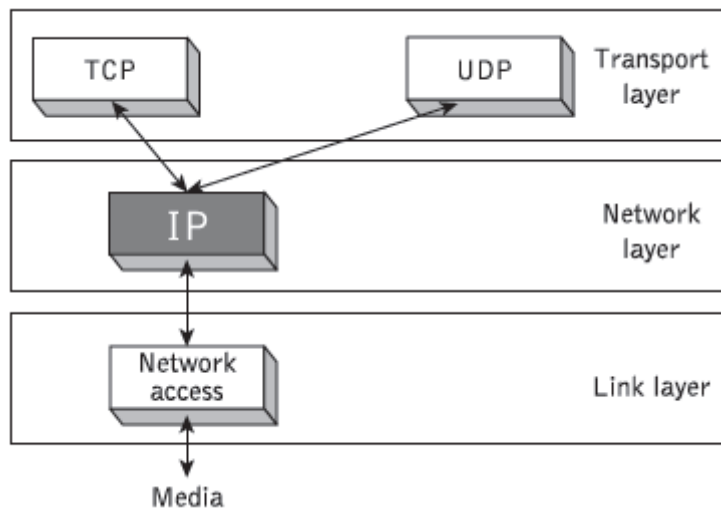 TCP
UDP
Transport
layer
IP
Network
layer
Network
access
Link layer
Media